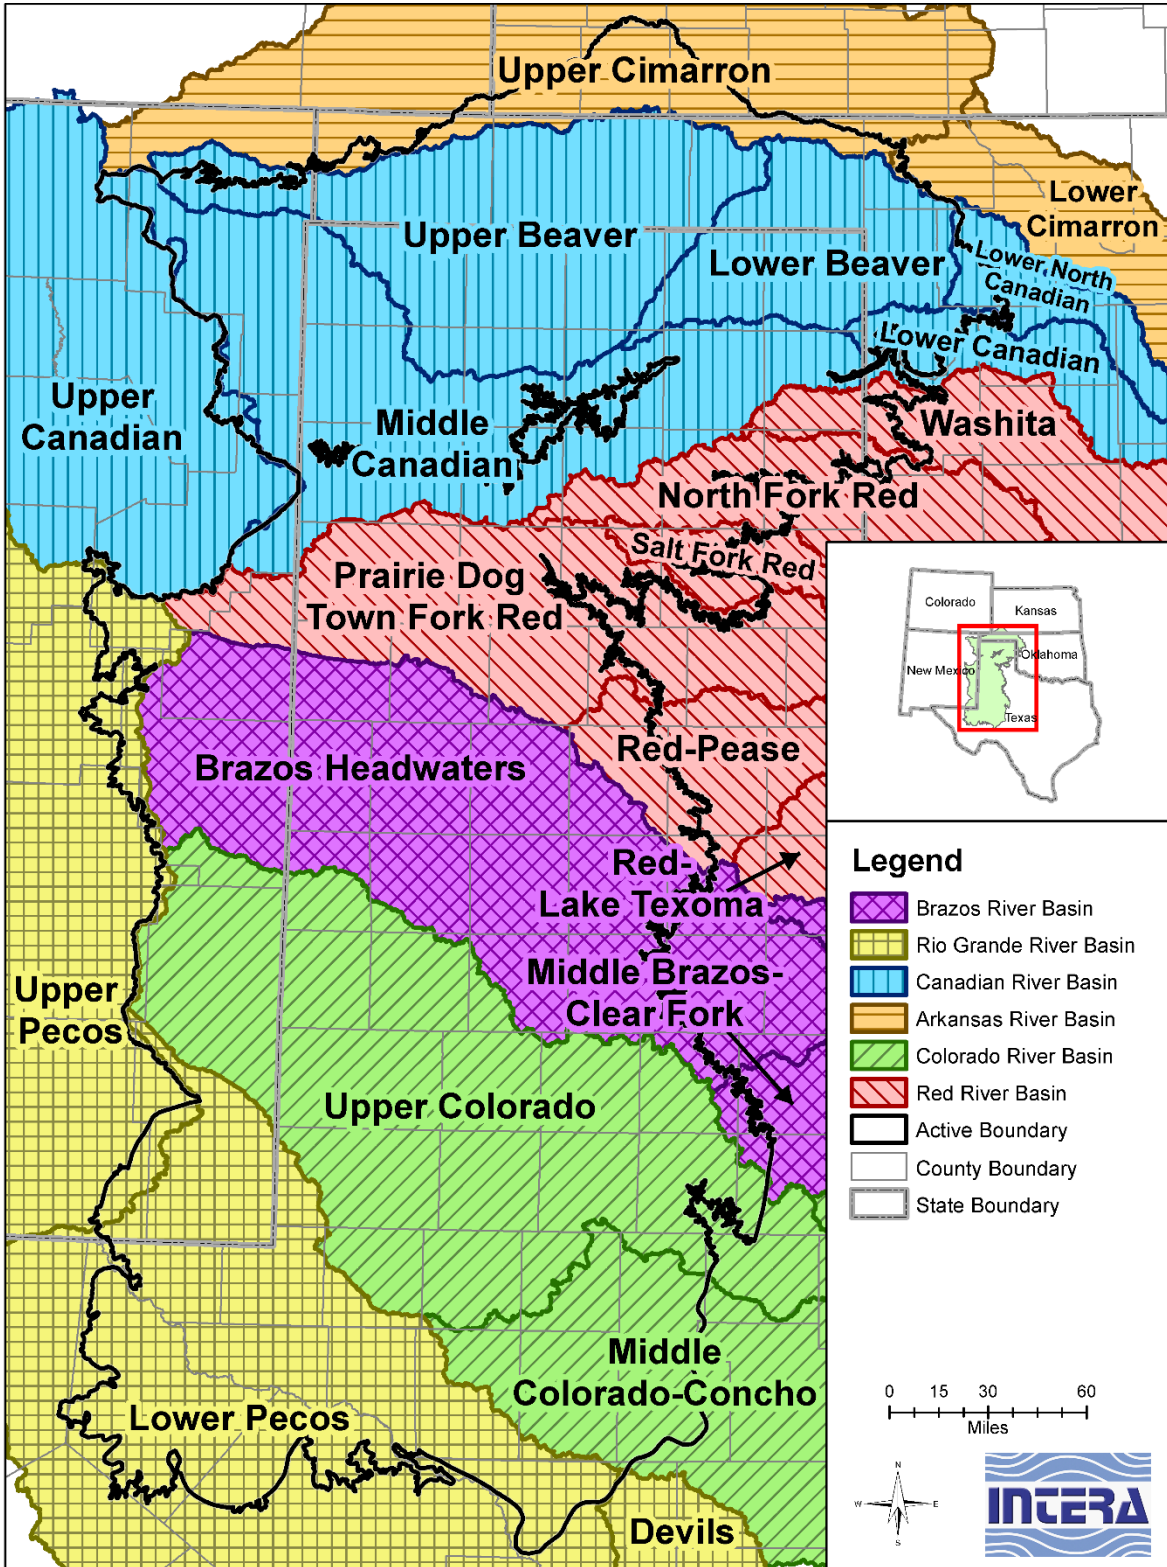 Upper Cimarron
Lower
Cimarron
Upper Beaver
Lower Beaver
Lower North
Canadian
Lower Canadian
Upper
Canadian
Middle
Canadian
Washita
North Fork Red
Salt Fork Red
Prairie Dog
Town Fork Red
Red-Pease
Brazos Headwaters
Red-
Lake Texoma
Middle Brazos-
Clear Fork
Upper
Pecos
Upper Colorado
Middle
Colorado-Concho
Lower Pecos
Devils
Colorado
Kansas
New Mexico
Oklahoma
Texas
Legend
Brazos River Basin
Rio Grande River Basin
Canadian River Basin
Arkansas River Basin
Colorado River Basin
Red River Basin
Active Boundary
County Boundary
State Boundary
0 15 30 60
Miles
N
W E
S
INTERA